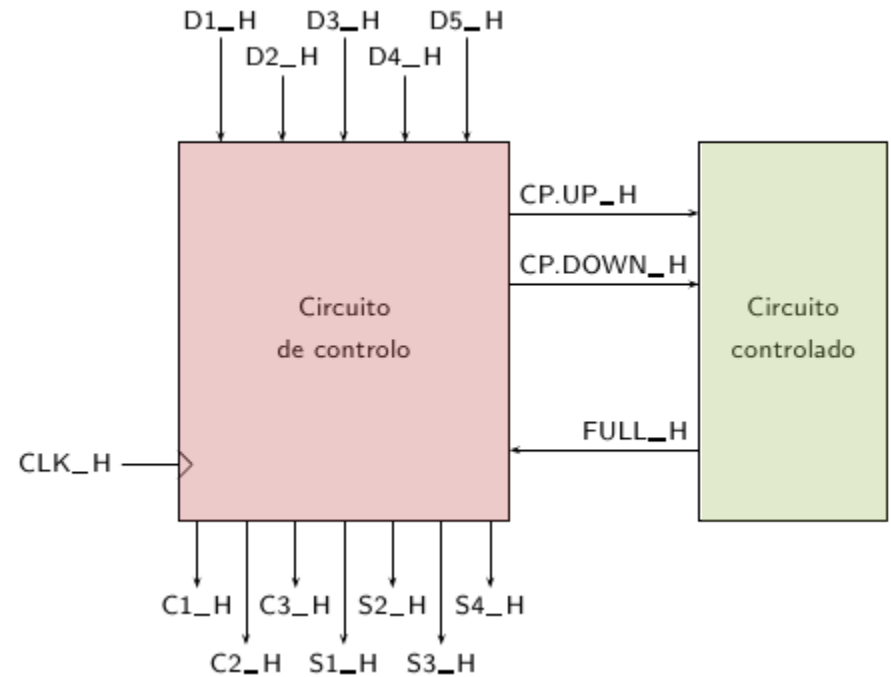 D1_H D3_H D5_H
D2_H D4_H
CP.UP_H
CP.DOWN_H
Circuito
de controlo
Circuito
controlado
FULL_H
CLK_H
C1_H C3_H S2_H S4_H
C2_H S1_H S3_H